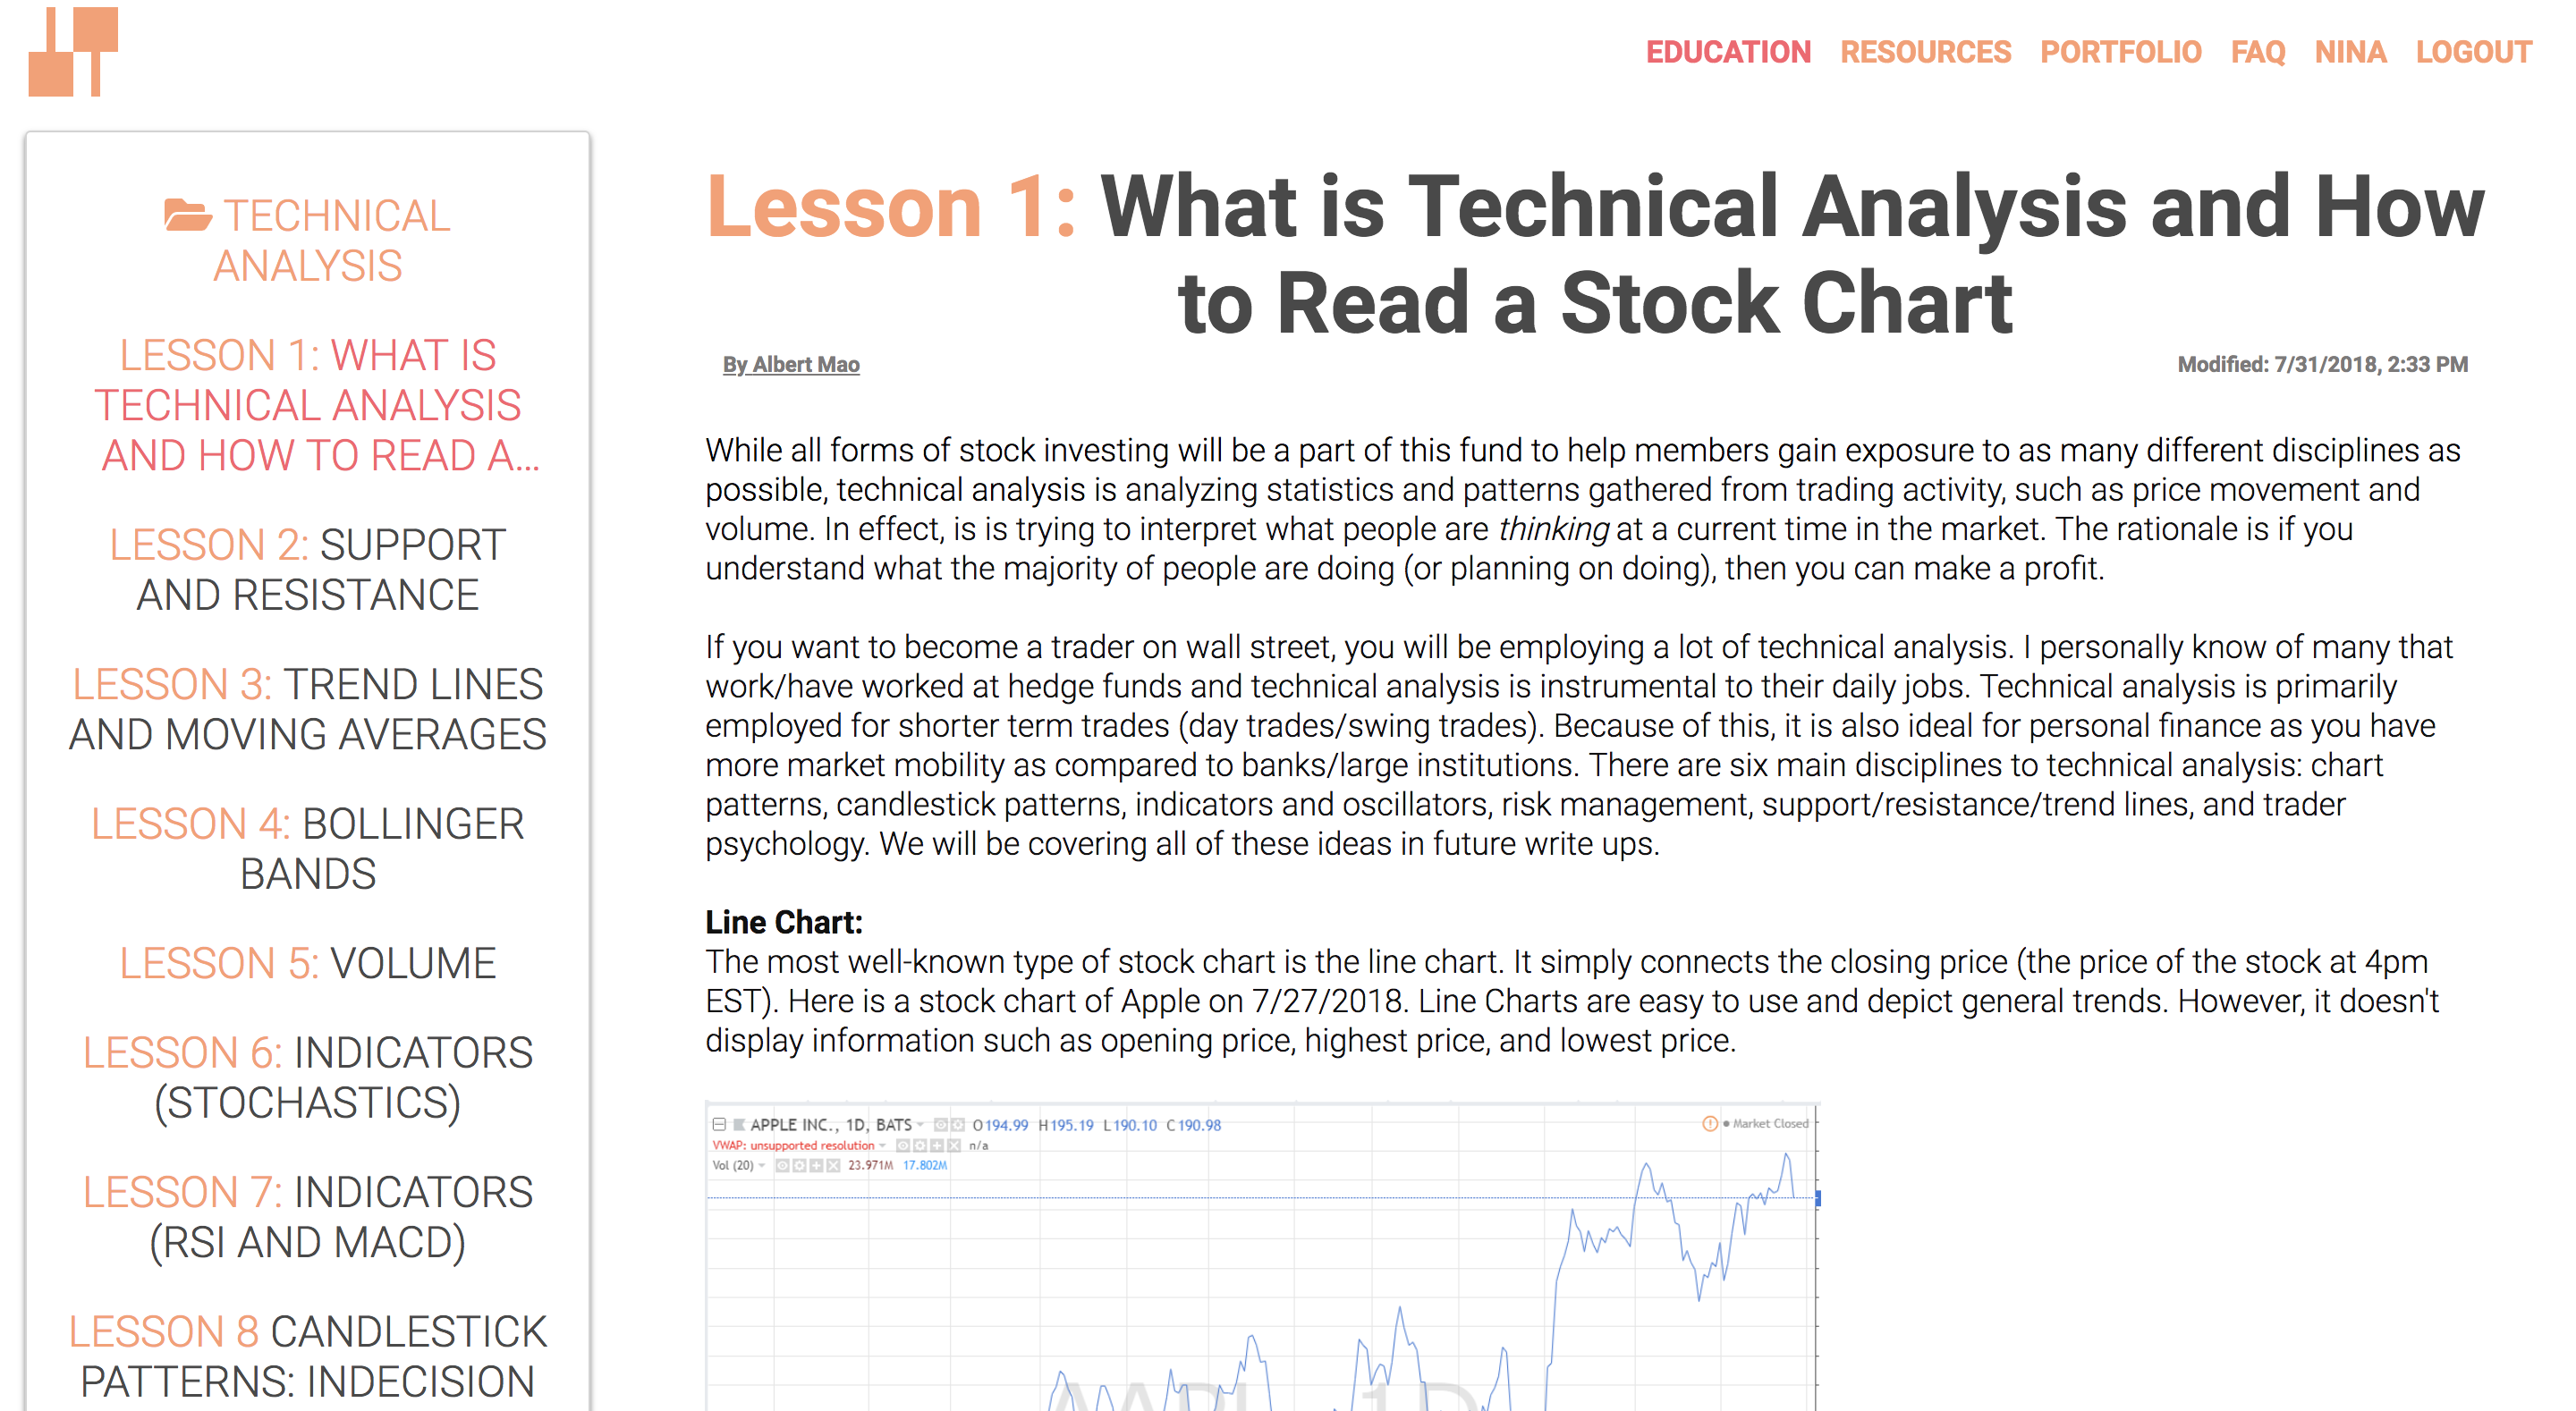 EDUCATION RESOURCES PORTFOLIO FAQ NINA LOGOUT
TECHNICAL
ANALYSIS
LESSON 1: WHAT IS
TECHNICAL ANALYSIS
AND HOW TO READ A...
LESSON 2: SUPPORT
AND RESISTANCE
LESSON 3: TREND LINES
AND MOVING AVERAGES
LESSON 4: BOLLINGER
BANDS
LESSON 5: VOLUME
LESSON 6: INDICATORS
(STOCHASTICS)
LESSON 7: INDICATORS
(RSI AND MACD)
LESSON 8 CANDLESTICK
PATTERNS: INDECISION
Lesson 1: What is Technical Analysis and How
to Read a Stock Chart
By Albert Mao
Modified: 7/31/2018, 2:33 PM
While all forms of stock investing will be a part of this fund to help members gain exposure to as many different disciplines as
possible, technical analysis is analyzing statistics and patterns gathered from trading activity, such as price movement and
volume. In effect, is is trying to interpret what people are thinking at a current time in the market. The rationale is if you
understand what the majority of people are doing (or planning on doing), then you can make a profit.
If you want to become a trader on wall street, you will be employing a lot of technical analysis. I personally know of many that
work/have worked at hedge funds and technical analysis is instrumental to their daily jobs. Technical analysis is primarily
employed for shorter term trades (day trades/swing trades). Because of this, it is also ideal for personal finance as you have
more market mobility as compared to banks/large institutions. There are six main disciplines to technical analysis: chart
patterns, candlestick patterns, indicators and oscillators, risk management, support/resistance/trend lines, and trader
psychology. We will be covering all of these ideas in future write ups.
Line Chart:
The most well-known type of stock chart is the line chart. It simply connects the closing price (the price of the stock at 4pm
EST). Here is a stock chart of Apple on 7/27/2018. Line Charts are easy to use and depict general trends. However, it doesn't
display information such as opening price, highest price, and lowest price.
APPLE INC., 1D, BATS O 194.99 H 195.19 L 190.10 C 190.98
Market Closed
VWAP: unsupported resolution n/a
Vol (20) 23.971M 17.802M
AAPL, 1D